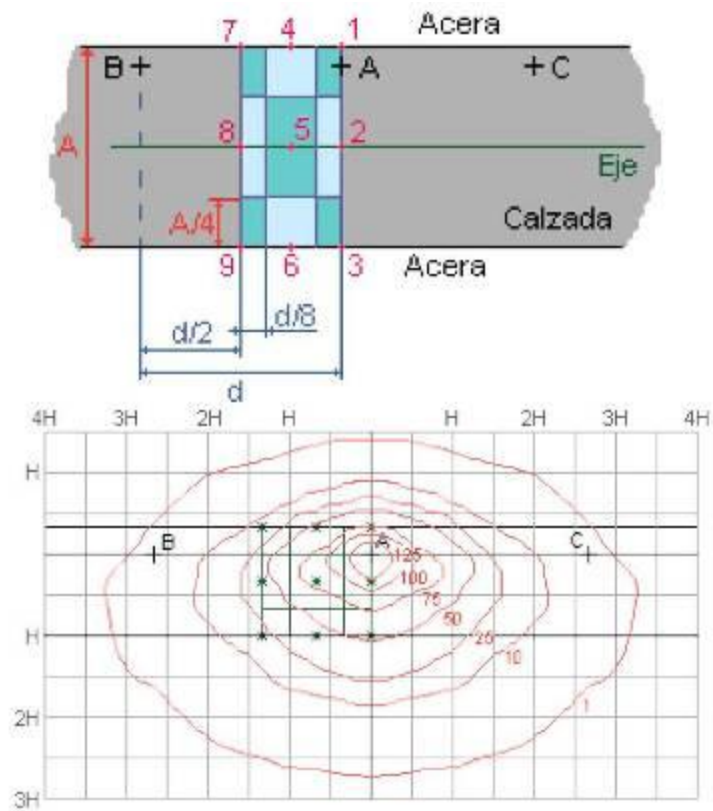 7 4 1 Acera
B A C
A 8 5 2 Eje
A/4 Calzada
9 6 3 Acera
d/2 d/8
d
4H 3H 2H H H 2H 3H 4H
H
B A C
125
100
75
50
H 25
10
1
2H
3H